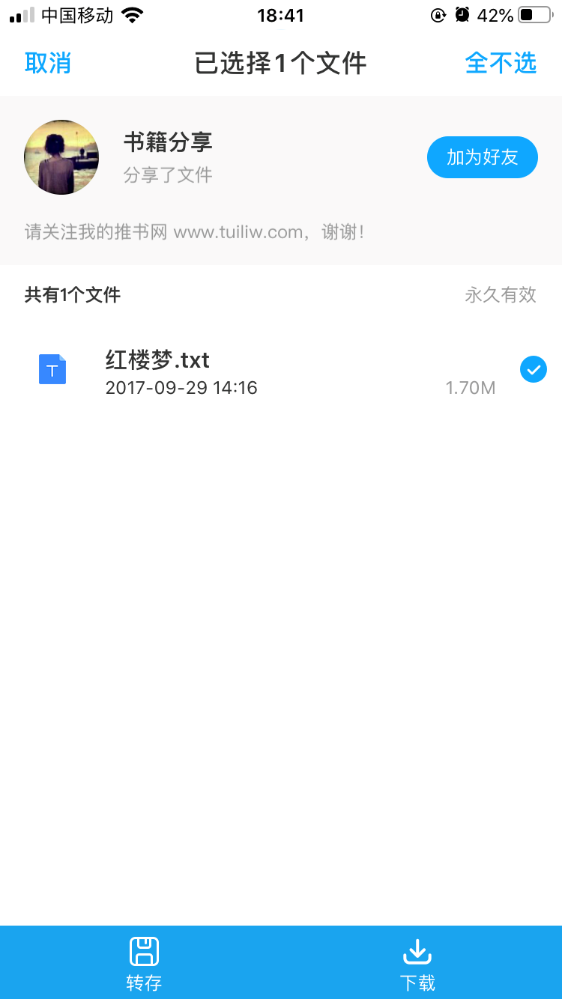 中国移动 18:41 42%
取消 已选择1个文件 全不选
书籍分享
分享了文件
加为好友
请关注我的推书网 www.tuiliw.com，谢谢！
共有1个文件 永久有效
T
红楼梦.txt
2017-09-29 14:16 1.70M
转存 下载